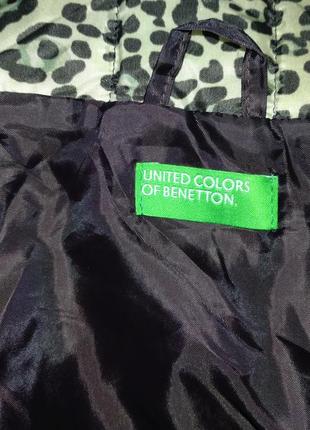 UNITED COLORS
OF BENETTON.